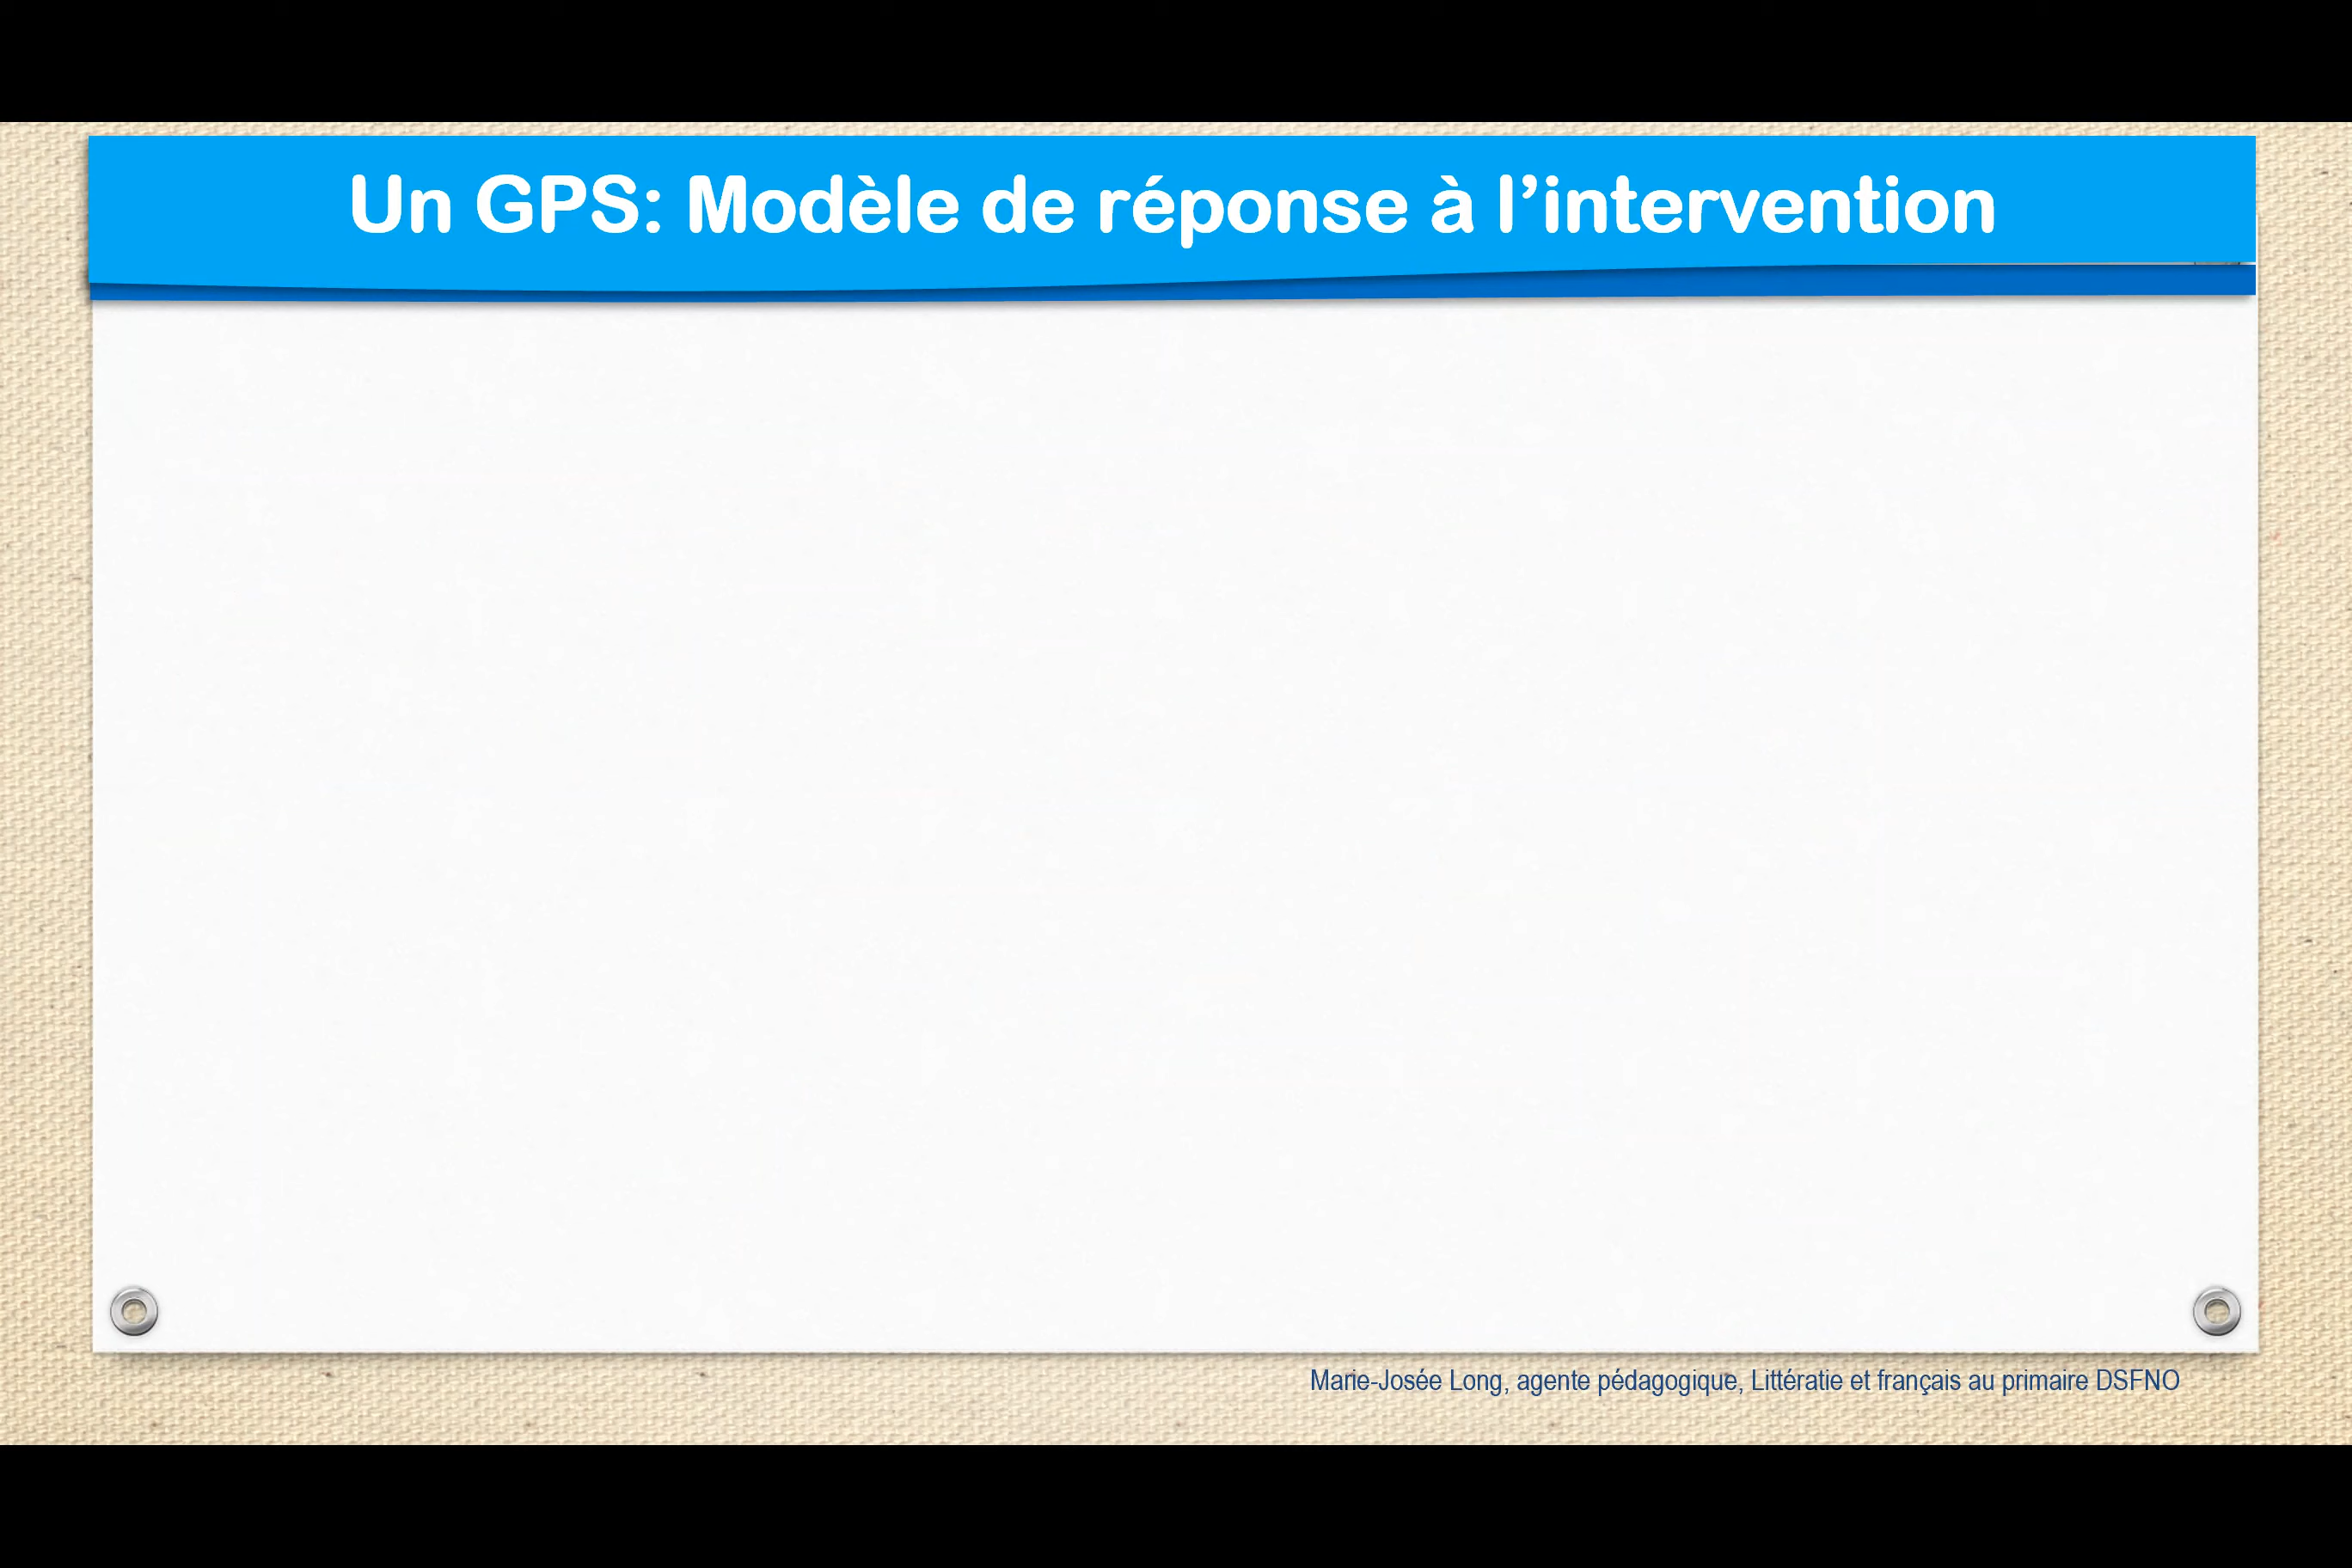 Un GPS: Modèle de réponse à l’intervention
Marie-Josée Long, agente pédagogique, Littératie et français au primaire DSFNO